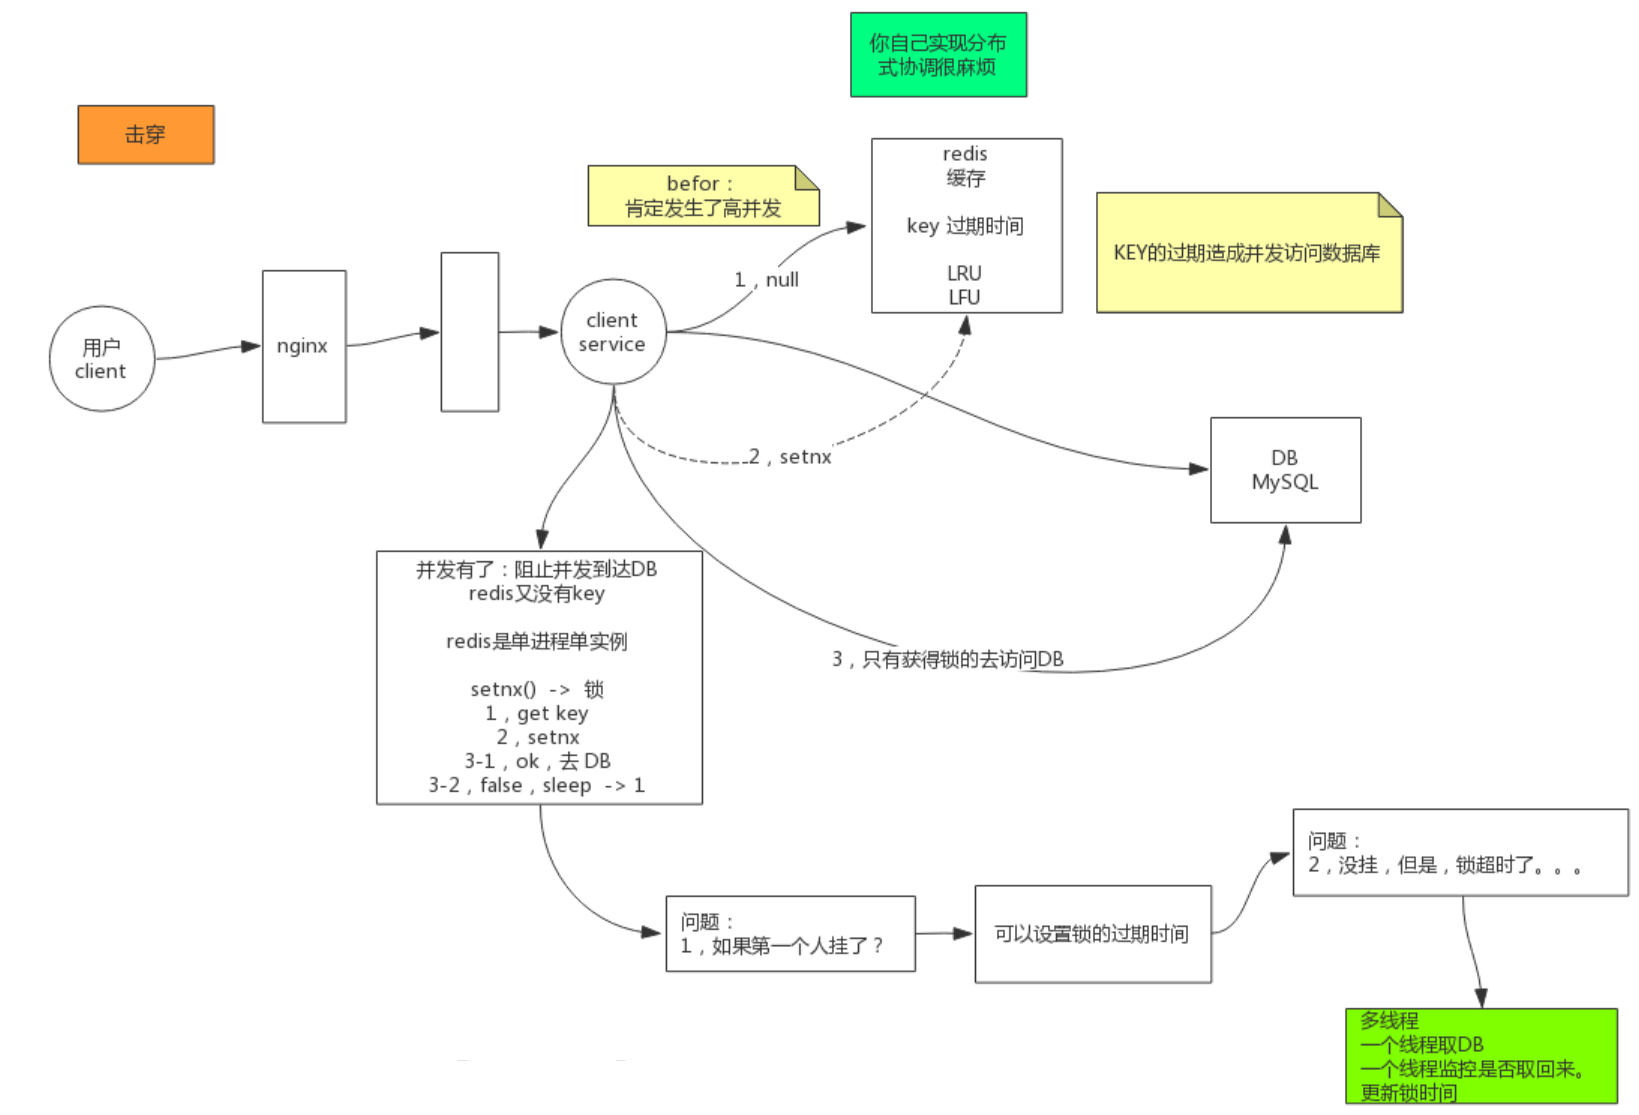 你自己实现分布
式协调很麻烦
击穿
befor：
肯定发生了高并发
redis
缓存
key 过期时间
LRU
LFU
KEY的过期造成并发访问数据库
1，null
用户
client
nginx
client
service
2，setnx
DB
MySQL
并发有了：阻止并发到达DB
redis又没有key
redis是单进程单实例
setnx() -> 锁
1，get key
2，setnx
3-1，ok，去 DB
3-2，false，sleep -> 1
3，只有获得锁的去访问DB
问题：
1，如果第一个人挂了？
可以设置锁的过期时间
问题：
2，没挂，但是，锁超时了。。。
多线程
一个线程取DB
一个线程监控是否取回来。
更新锁时间